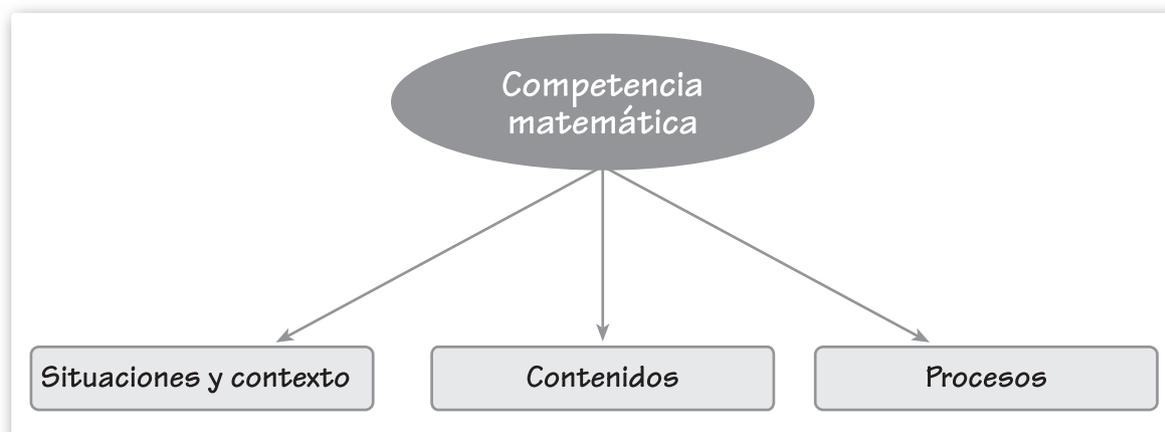 Competencia
matemática
Situaciones y contexto
Contenidos
Procesos